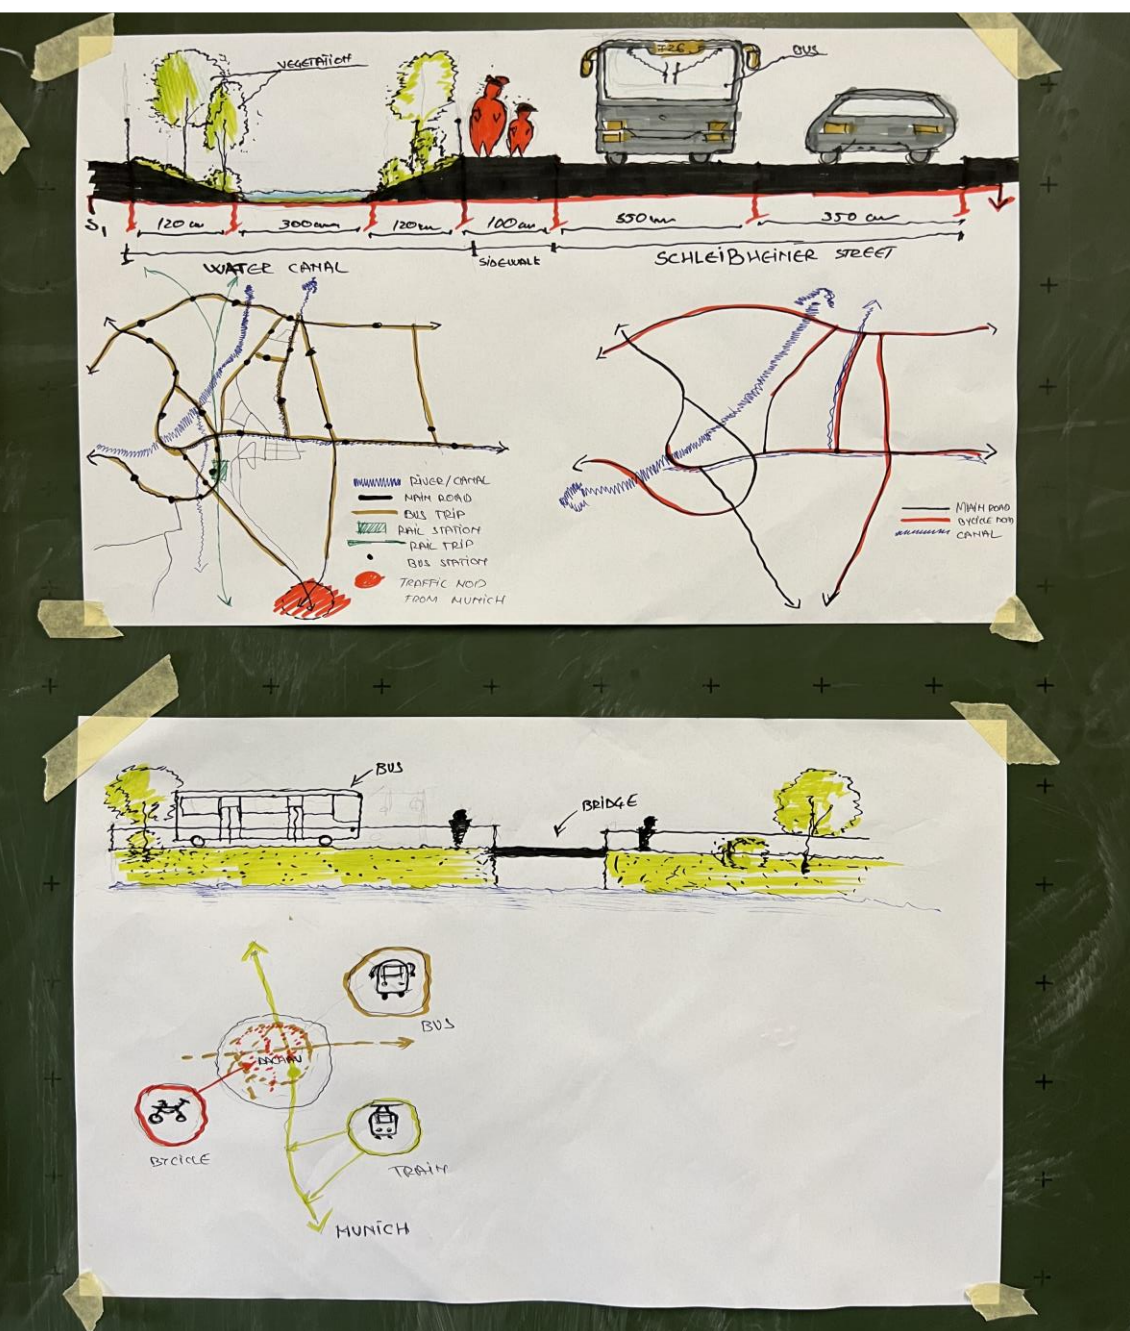 VEGETATION
BUS
726
S1
120 cm
300 cm
120 cm
100 cm
550 cm
350 cm
WATER CANAL
SIDEWALK
SCHLEIßHEIMER STREET
RIVER/CANAL
MAIN ROAD
BUS TRIP
RAIL STATION
RAIL TRIP
BUS STATION
TRAFFIC NOD
FROM MUNICH
MAIN ROAD
BYCICLE ROAD
CANAL
BUS
BRIDGE
BUS
DACHAU
BYCICLE
TRAIN
MUNICH